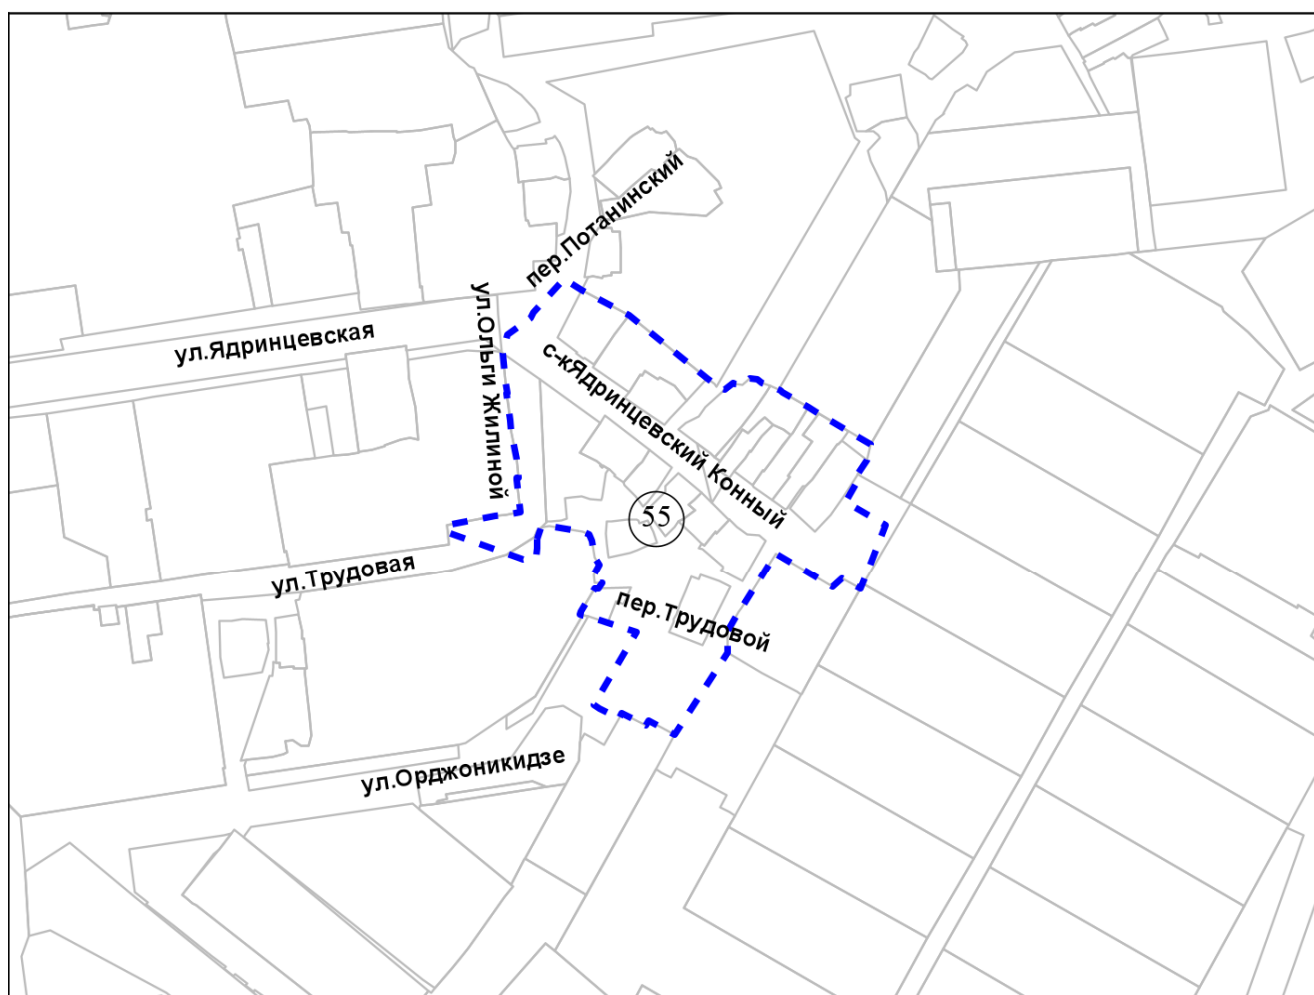 пер.Потанинский
ул.Ольги Жилиной
ул.Ядринцевская
с-кЯдринцевский Конный
55
ул.Трудовая
пер.Трудовой
ул.Орджоникидзе